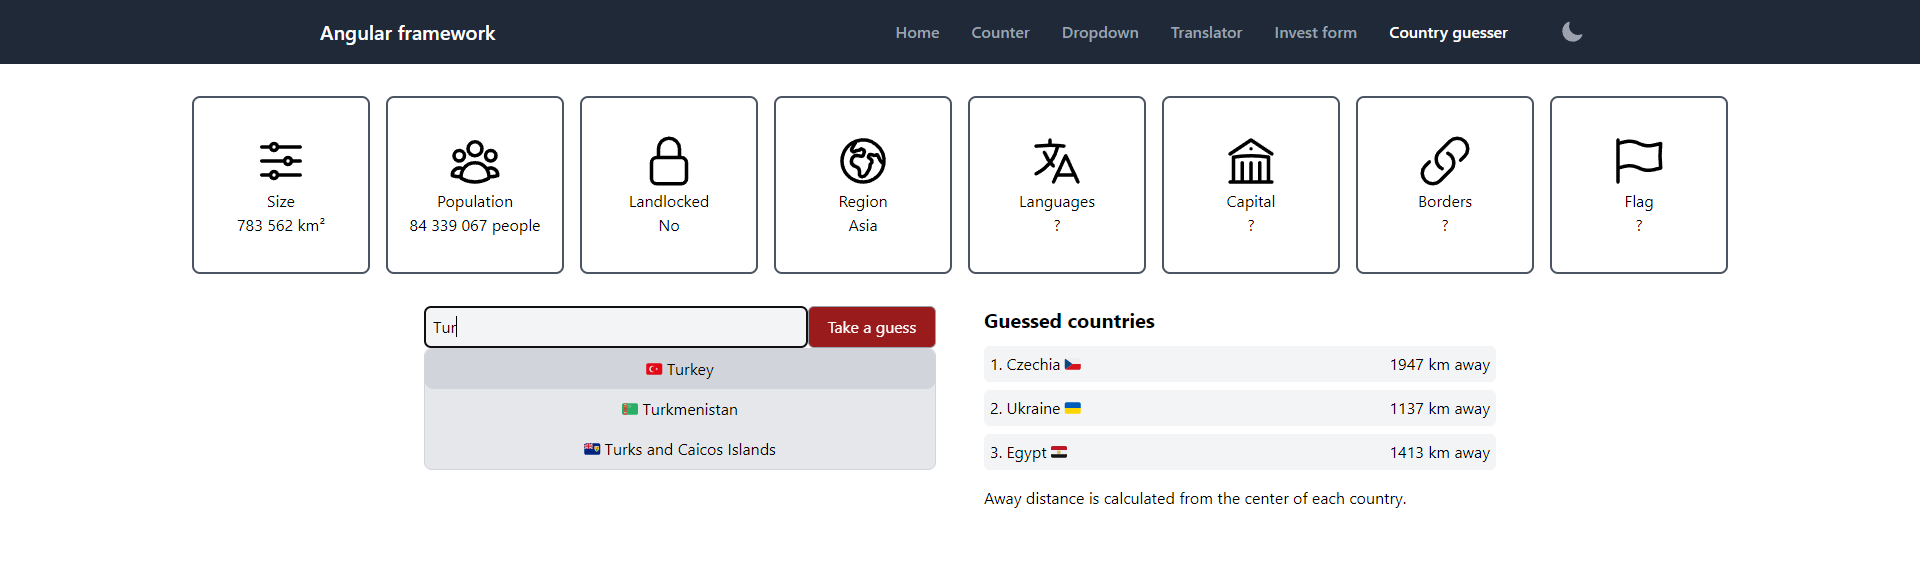 Angular framework
Home
Counter
Dropdown
Translator
Invest form
Country guesser
Size
783 562 km²
Population
84 339 067 people
Landlocked
No
Region
Asia
Languages
?
Capital
?
Borders
?
Flag
?
Tur
Take a guess
Turkey
Turkmenistan
Turks and Caicos Islands
Guessed countries
1. Czechia 1947 km away
2. Ukraine 1137 km away
3. Egypt 1413 km away
Away distance is calculated from the center of each country.